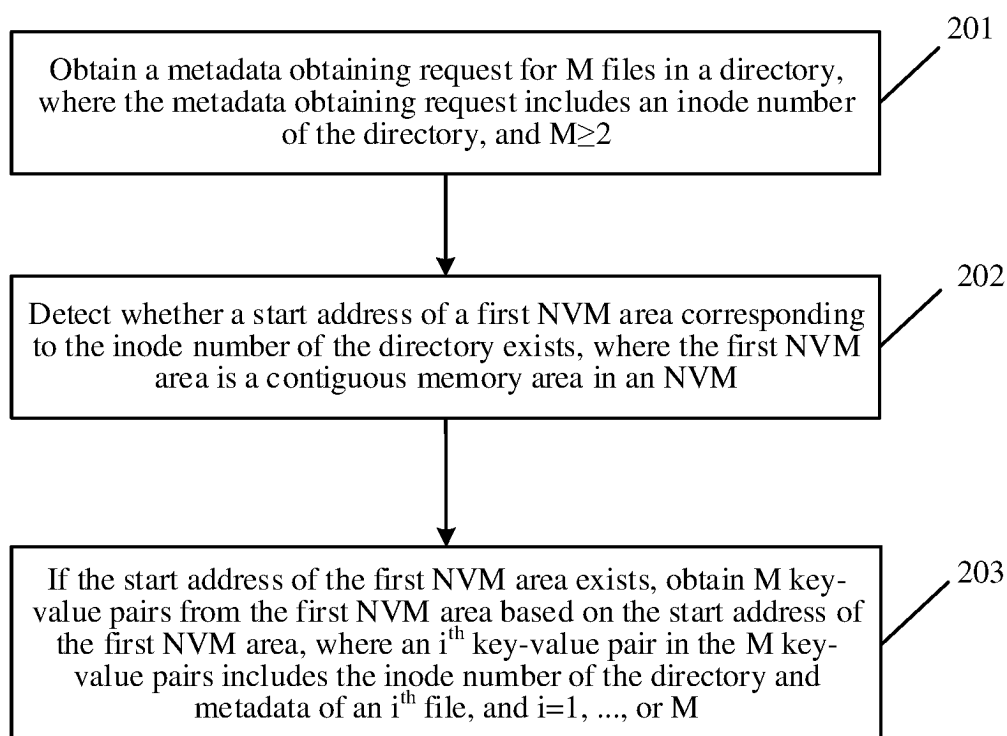 201
Obtain a metadata obtaining request for M files in a directory,
where the metadata obtaining request includes an inode number
of the directory, and M≥2
202
Detect whether a start address of a first NVM area corresponding
to the inode number of the directory exists, where the first NVM
area is a contiguous memory area in an NVM
203
If the start address of the first NVM area exists, obtain M key-
value pairs from the first NVM area based on the start address of
the first NVM area, where an iᵗʰ key-value pair in the M key-
value pairs includes the inode number of the directory and
metadata of an iᵗʰ file, and i=1, ..., or M